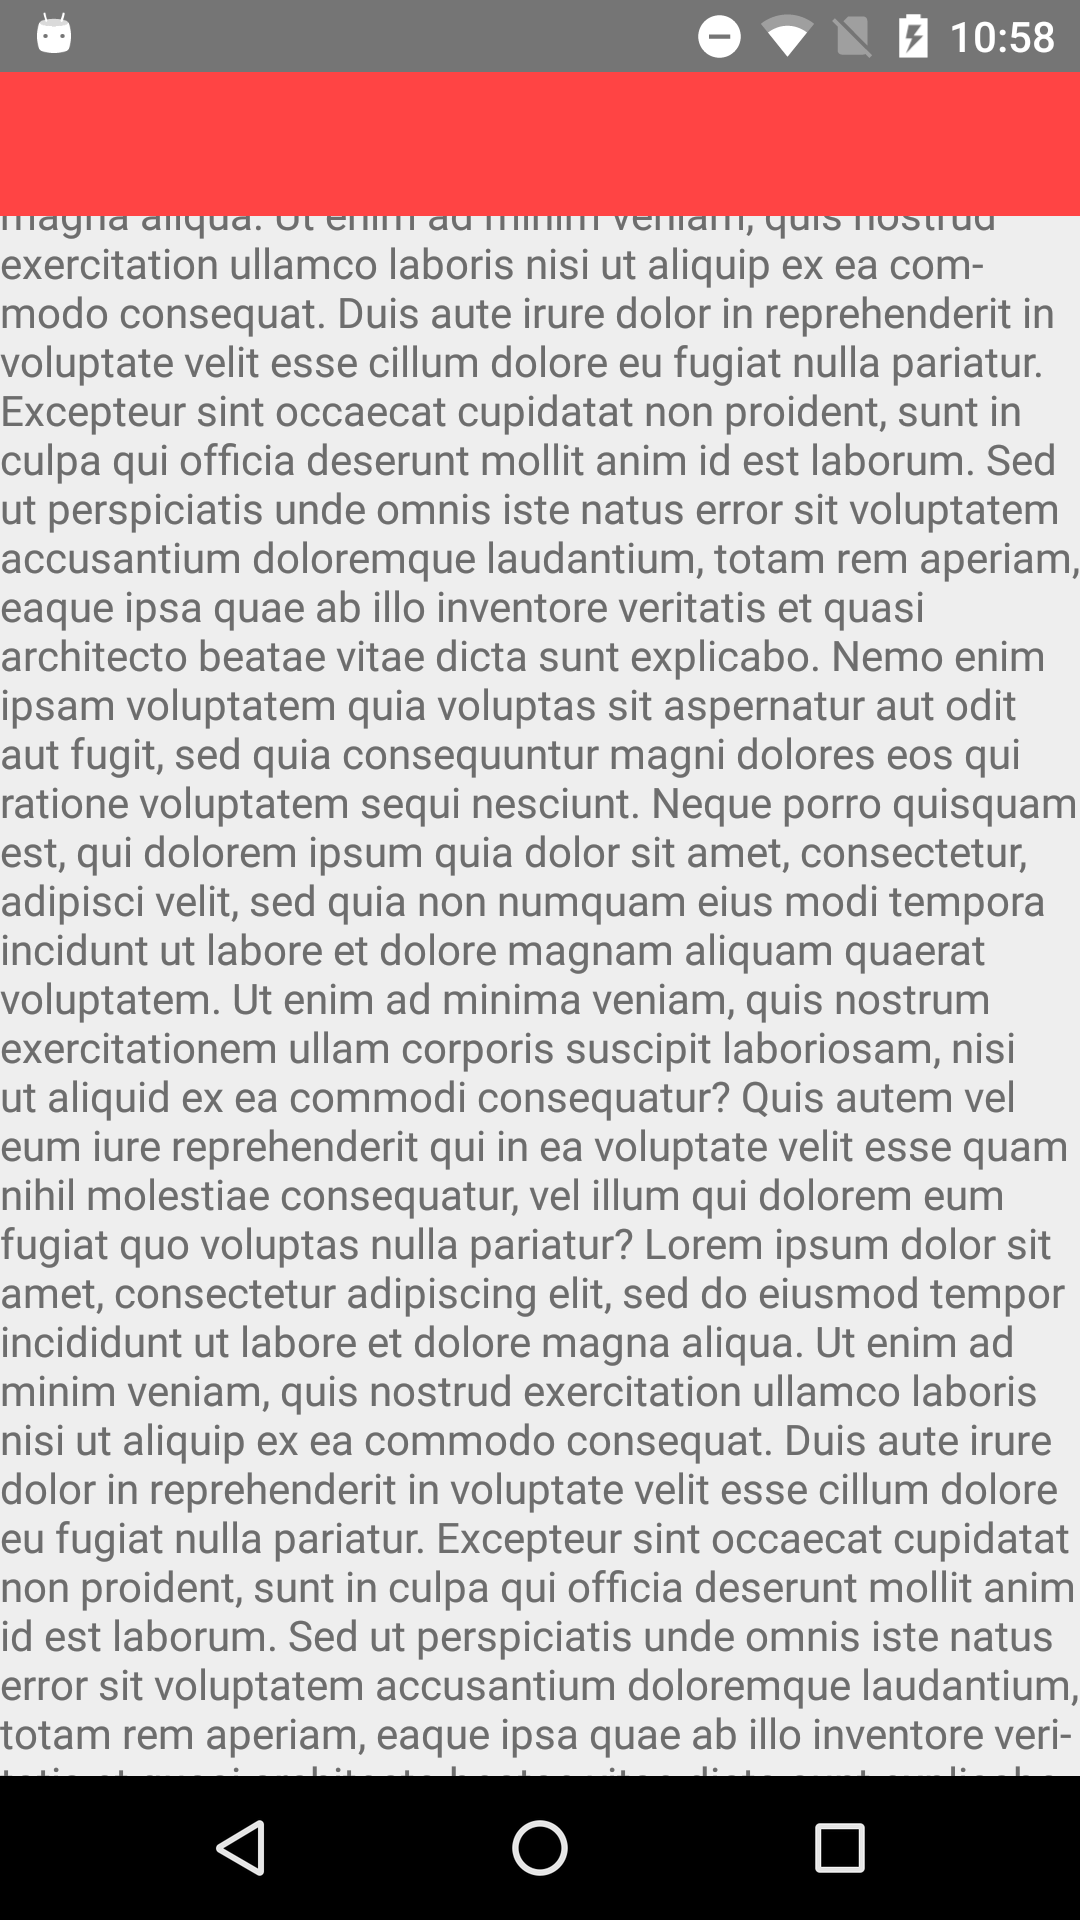 10:58
magna aliqua. Ut enim ad minim veniam, quis nostrud
exercitation ullamco laboris nisi ut aliquip ex ea com-
modo consequat. Duis aute irure dolor in reprehenderit in
voluptate velit esse cillum dolore eu fugiat nulla pariatur.
Excepteur sint occaecat cupidatat non proident, sunt in
culpa qui officia deserunt mollit anim id est laborum. Sed
ut perspiciatis unde omnis iste natus error sit voluptatem
accusantium doloremque laudantium, totam rem aperiam,
eaque ipsa quae ab illo inventore veritatis et quasi
architecto beatae vitae dicta sunt explicabo. Nemo enim
ipsam voluptatem quia voluptas sit aspernatur aut odit
aut fugit, sed quia consequuntur magni dolores eos qui
ratione voluptatem sequi nesciunt. Neque porro quisquam
est, qui dolorem ipsum quia dolor sit amet, consectetur,
adipisci velit, sed quia non numquam eius modi tempora
incidunt ut labore et dolore magnam aliquam quaerat
voluptatem. Ut enim ad minima veniam, quis nostrum
exercitationem ullam corporis suscipit laboriosam, nisi
ut aliquid ex ea commodi consequatur? Quis autem vel
eum iure reprehenderit qui in ea voluptate velit esse quam
nihil molestiae consequatur, vel illum qui dolorem eum
fugiat quo voluptas nulla pariatur? Lorem ipsum dolor sit
amet, consectetur adipiscing elit, sed do eiusmod tempor
incididunt ut labore et dolore magna aliqua. Ut enim ad
minim veniam, quis nostrud exercitation ullamco laboris
nisi ut aliquip ex ea commodo consequat. Duis aute irure
dolor in reprehenderit in voluptate velit esse cillum dolore
eu fugiat nulla pariatur. Excepteur sint occaecat cupidatat
non proident, sunt in culpa qui officia deserunt mollit anim
id est laborum. Sed ut perspiciatis unde omnis iste natus
error sit voluptatem accusantium doloremque laudantium,
totam rem aperiam, eaque ipsa quae ab illo inventore veri-